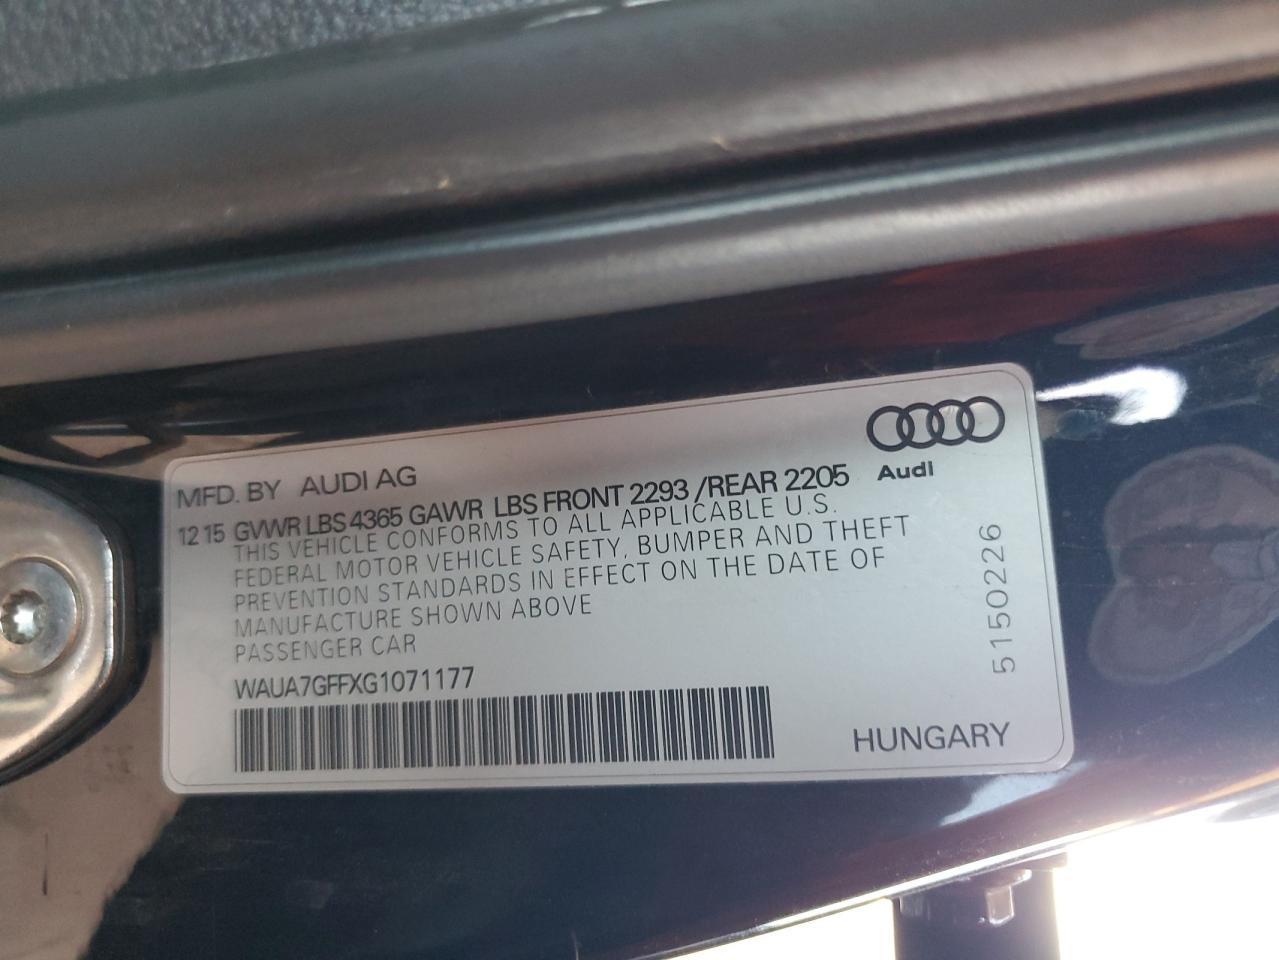 MFD. BY AUDI AG
Audi
12 15 GVWR LBS 4365 GAWR LBS FRONT 2293 /REAR 2205
THIS VEHICLE CONFORMS TO ALL APPLICABLE U.S.
FEDERAL MOTOR VEHICLE SAFETY, BUMPER AND THEFT
PREVENTION STANDARDS IN EFFECT ON THE DATE OF
MANUFACTURE SHOWN ABOVE
PASSENGER CAR
WAUA7GFFXG1071177
HUNGARY
5150226